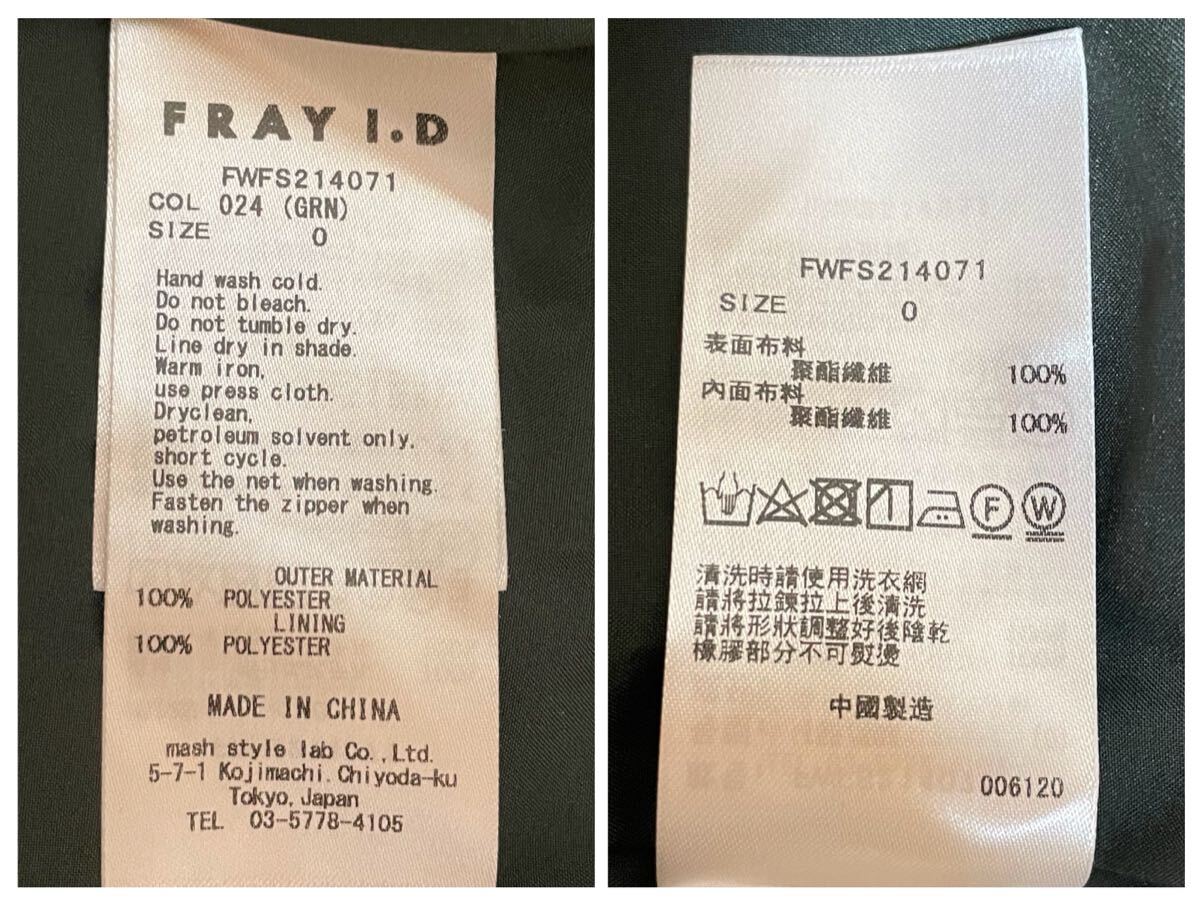 FRAY I.D
FWFS214071
COL 024 (GRN)
SIZE 0
Hand wash cold.
Do not bleach.
Do not tumble dry.
Line dry in shade.
Warm iron,
use press cloth.
Dryclean,
petroleum solvent only.
short cycle.
Use the net when washing.
Fasten the zipper when
washing.
OUTER MATERIAL
100% POLYESTER
LINING
100% POLYESTER
MADE IN CHINA
mash style lab Co.,Ltd.
5-7-1 Kojimachi.Chiyoda-ku
Tokyo,Japan
TEL 03-5778-4105
FWFS214071
SIZE 0
表面布料
聚酯纖維 100%
內面布料
聚酯纖維 100%
F W
清洗時請使用洗衣網
請將拉鍊拉上後清洗
請將形狀調整好後陰乾
橡膠部分不可熨燙
中國製造
006120